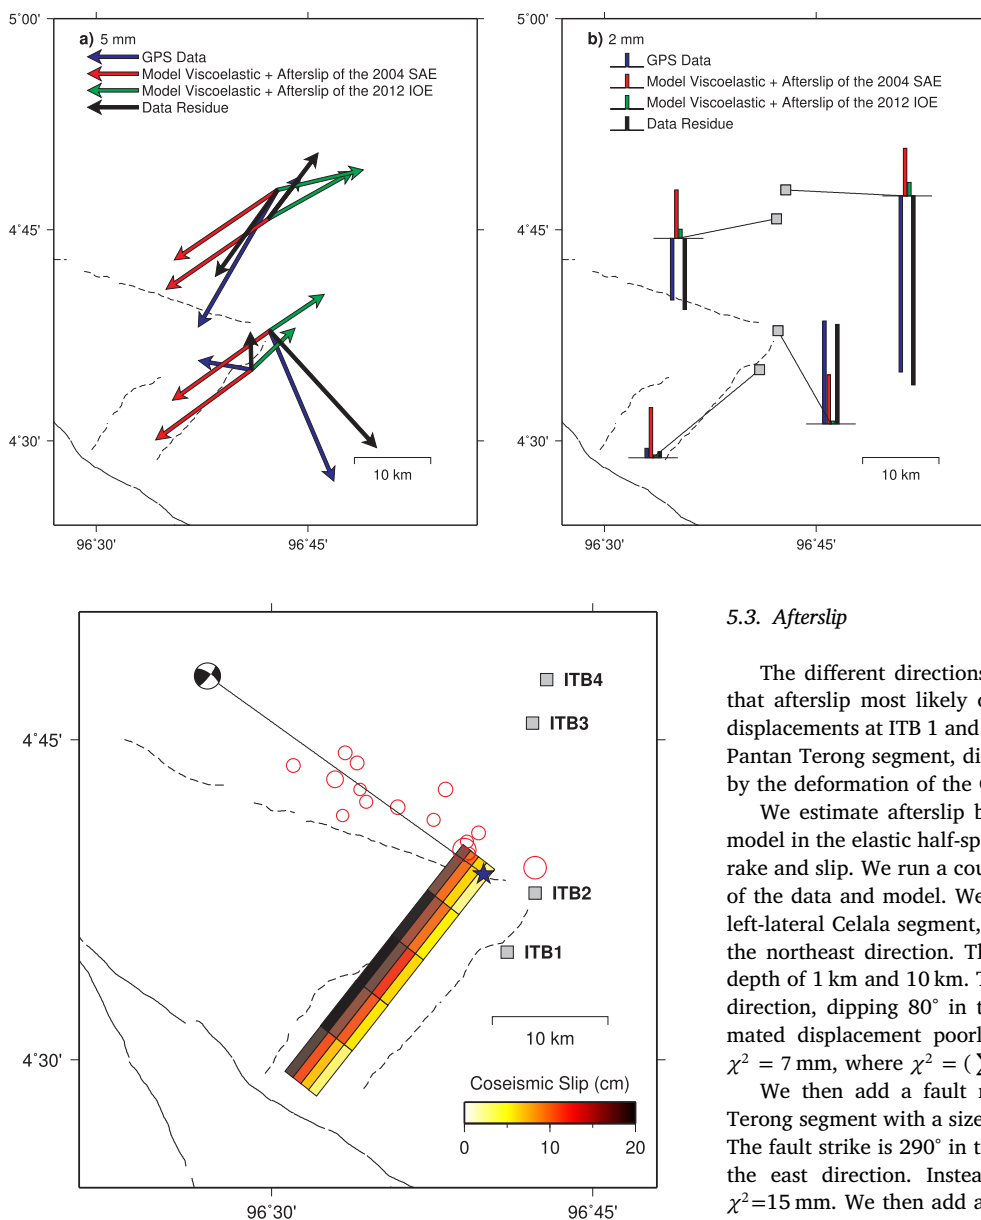 5˚00'
4˚45'
4˚30'
96˚30'
96˚45'
a) 5 mm
GPS Data
Model Viscoelastic + Afterslip of the 2004 SAE
Model Viscoelastic + Afterslip of the 2012 IOE
Data Residue
10 km
5˚00'
4˚45'
4˚30'
96˚30'
96˚45'
b) 2 mm
GPS Data
Model Viscoelastic + Afterslip of the 2004 SAE
Model Viscoelastic + Afterslip of the 2012 IOE
Data Residue
10 km
4˚45'
4˚30'
96˚30'
96˚45'
ITB4
ITB3
ITB2
ITB1
10 km
Coseismic Slip (cm)
0 10 20
5.3. Afterslip
The different directions
that afterslip most likely o
displacements at ITB 1 and
Pantan Terong segment, di
by the deformation of the
We estimate afterslip b
model in the elastic half-sp
rake and slip. We run a cou
of the data and model. We
left-lateral Celala segment,
the northeast direction. Th
depth of 1 km and 10 km. T
direction, dipping 80° in t
mated displacement poorl
χ² = 7 mm, where χ² = (∑
We then add a fault r
Terong segment with a size
The fault strike is 290° in t
the east direction. Instea
χ²=15 mm. We then add a